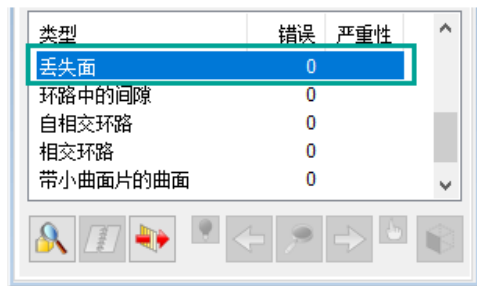 类型 错误 严重性
丢失面 0
环路中的间隙 0
自相交环路 0
相交环路 0
带小曲面片的曲面 0